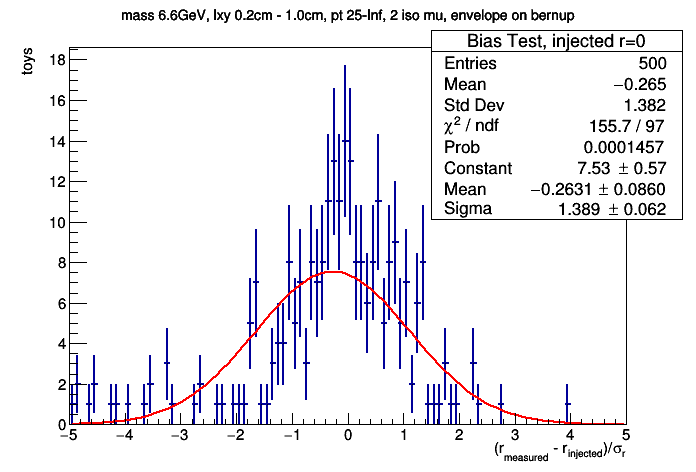 mass 6.6GeV, lxy 0.2cm - 1.0cm, pt 25-Inf, 2 iso mu, envelope on bernup
Bias Test, injected r=0
Entries 500
Mean −0.265
Std Dev 1.382
χ² / ndf 155.7 / 97
Prob 0.0001457
Constant 7.53 ± 0.57
Mean −0.2631 ± 0.0860
Sigma 1.389 ± 0.062
toys
18
16
14
12
10
8
6
4
2
0
−5 −4 −3 −2 −1 0 1 2 3 4 5
(r_measured - r_injected)/σ_r